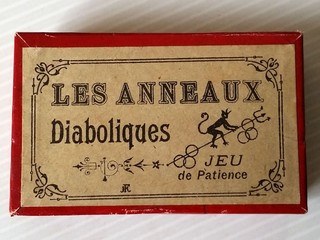 LES ANNEAUX
Diaboliques
JEU
de Patience